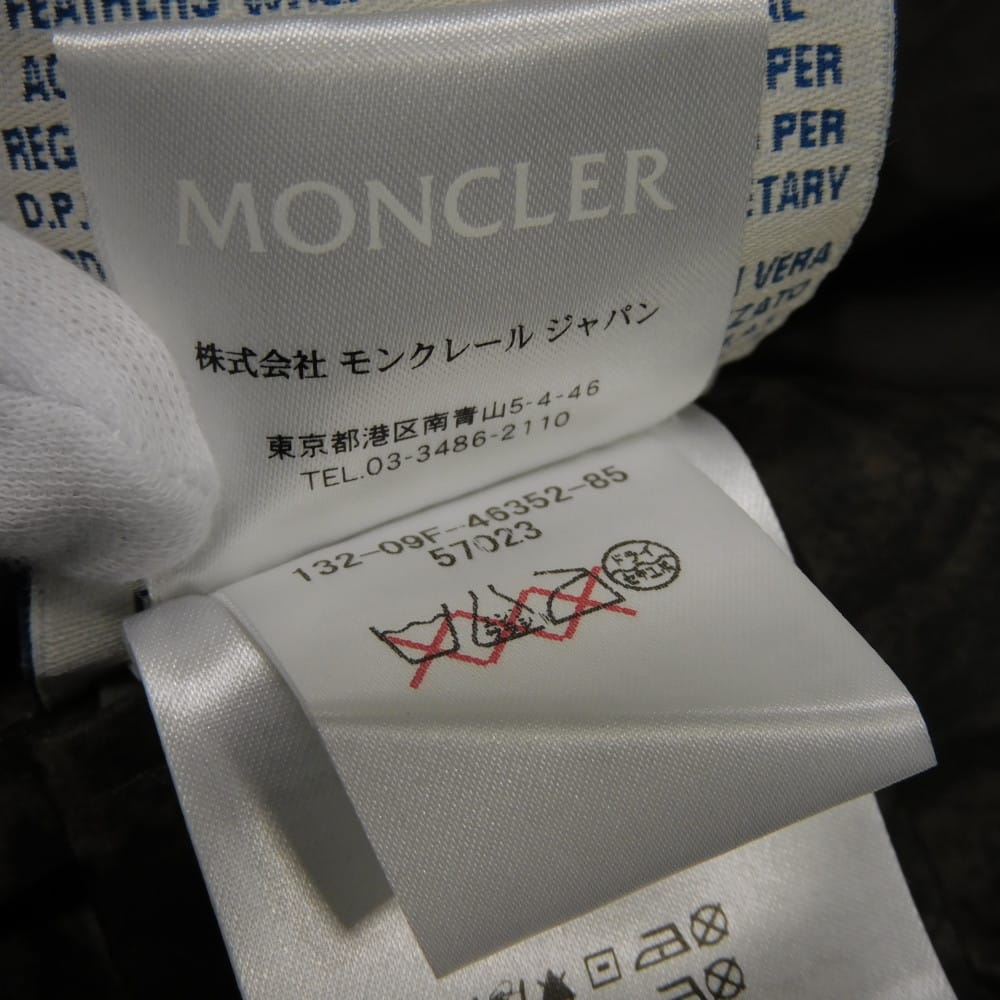 FEATHERS
AL
PER
REG
PER
D.P.
ETARY
VERA
MONCLER
株式会社 モンクレール ジャパン
東京都港区南青山5-4-46
TEL.03-3486-2110
132-09F-46352-85
57023
ドライ
セキユ系